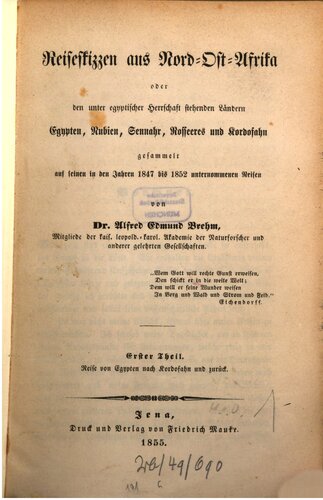 Reiseskizzen aus Nord-Ost-Afrika
oder
den unter egyptischer Herrschaft stehenden Ländern
Egypten, Nubien, Sennahr, Rosseeres und Kordofahn
gesammelt
auf seinen in den Jahren 1847 bis 1852 unternommenen Reisen
von
Dr. Alfred Edmund Brehm,
Mitgliede der kais. leopold.-karol. Akademie der Naturforscher und
anderer gelehrten Gesellschaften.
„Wem Gott will rechte Gunst erweisen,
Den schickt er in die weite Welt;
Dem will er seine Wunder weisen
In Berg und Wald und Strom und Feld.“
Eichendorff.
Erster Theil.
Reise von Egypten nach Kordofahn und zurück.
Jena,
Druck und Verlag von Friedrich Mauke.
1855.
MÜNCHEN